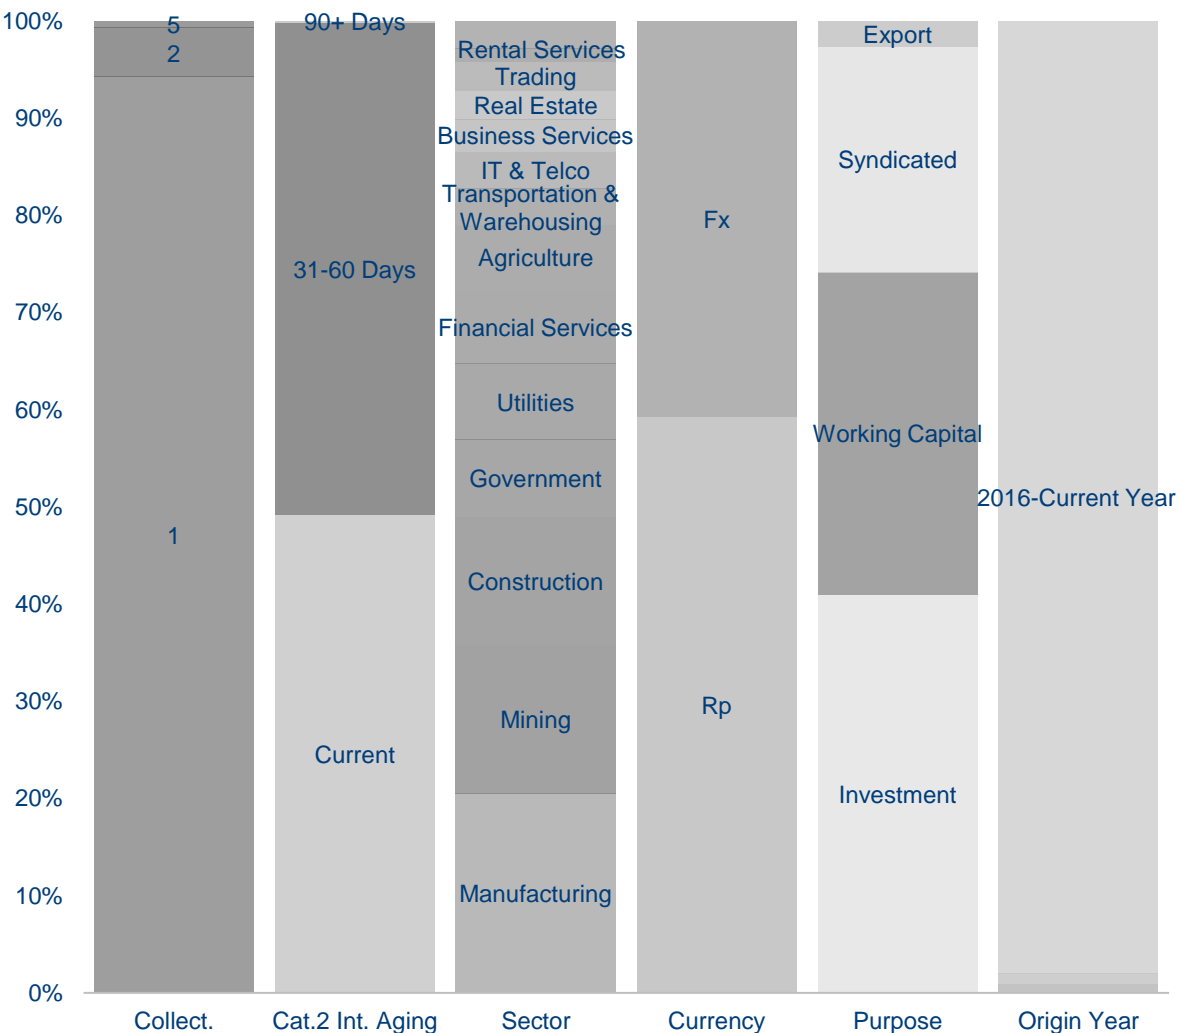 100%
90%
80%
70%
60%
50%
40%
30%
20%
10%
0%
5
2
1
90+ Days
31-60 Days
Current
Rental Services
Trading
Real Estate
Business Services
IT & Telco
Transportation &
Warehousing
Agriculture
Financial Services
Utilities
Government
Construction
Mining
Manufacturing
Fx
Rp
Export
Syndicated
Working Capital
Investment
2016-Current Year
Collect.
Cat.2 Int. Aging
Sector
Currency
Purpose
Origin Year